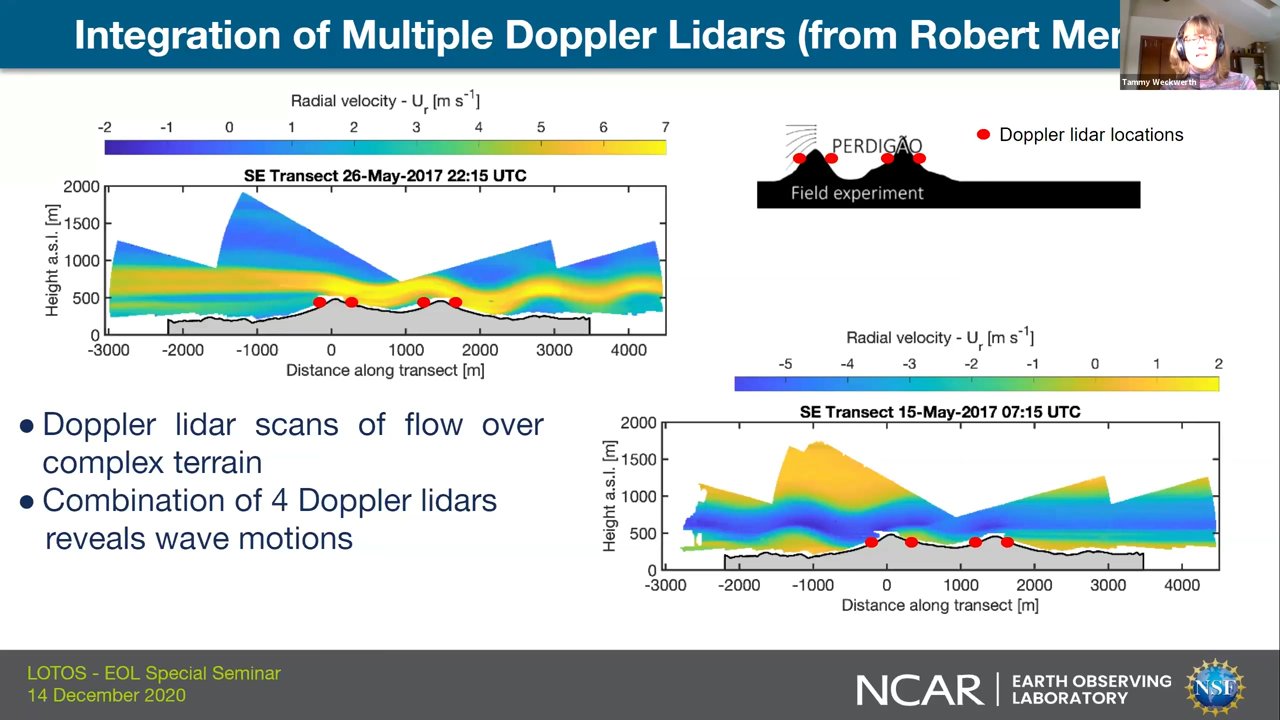 Integration of Multiple Doppler Lidars (from Robert
Tammy Weckwerth
Radial velocity - Ur [m s-1]
-2 -1 0 1 2 3 4 5 6 7
SE Transect 26-May-2017 22:15 UTC
2000
1500
1000
500
0
Height a.s.l. [m]
-3000 -2000 -1000 0 1000 2000 3000 4000
Distance along transect [m]
PERDIGÃO
Field experiment
Doppler lidar locations
● Doppler lidar scans of flow over
complex terrain
● Combination of 4 Doppler lidars
reveals wave motions
Radial velocity - Ur [m s-1]
-5 -4 -3 -2 -1 0 1 2
SE Transect 15-May-2017 07:15 UTC
2000
1500
1000
500
0
Height a.s.l. [m]
-3000 -2000 -1000 0 1000 2000 3000 4000
Distance along transect [m]
LOTOS - EOL Special Seminar
14 December 2020
NCAR
EARTH OBSERVING
LABORATORY
NSF